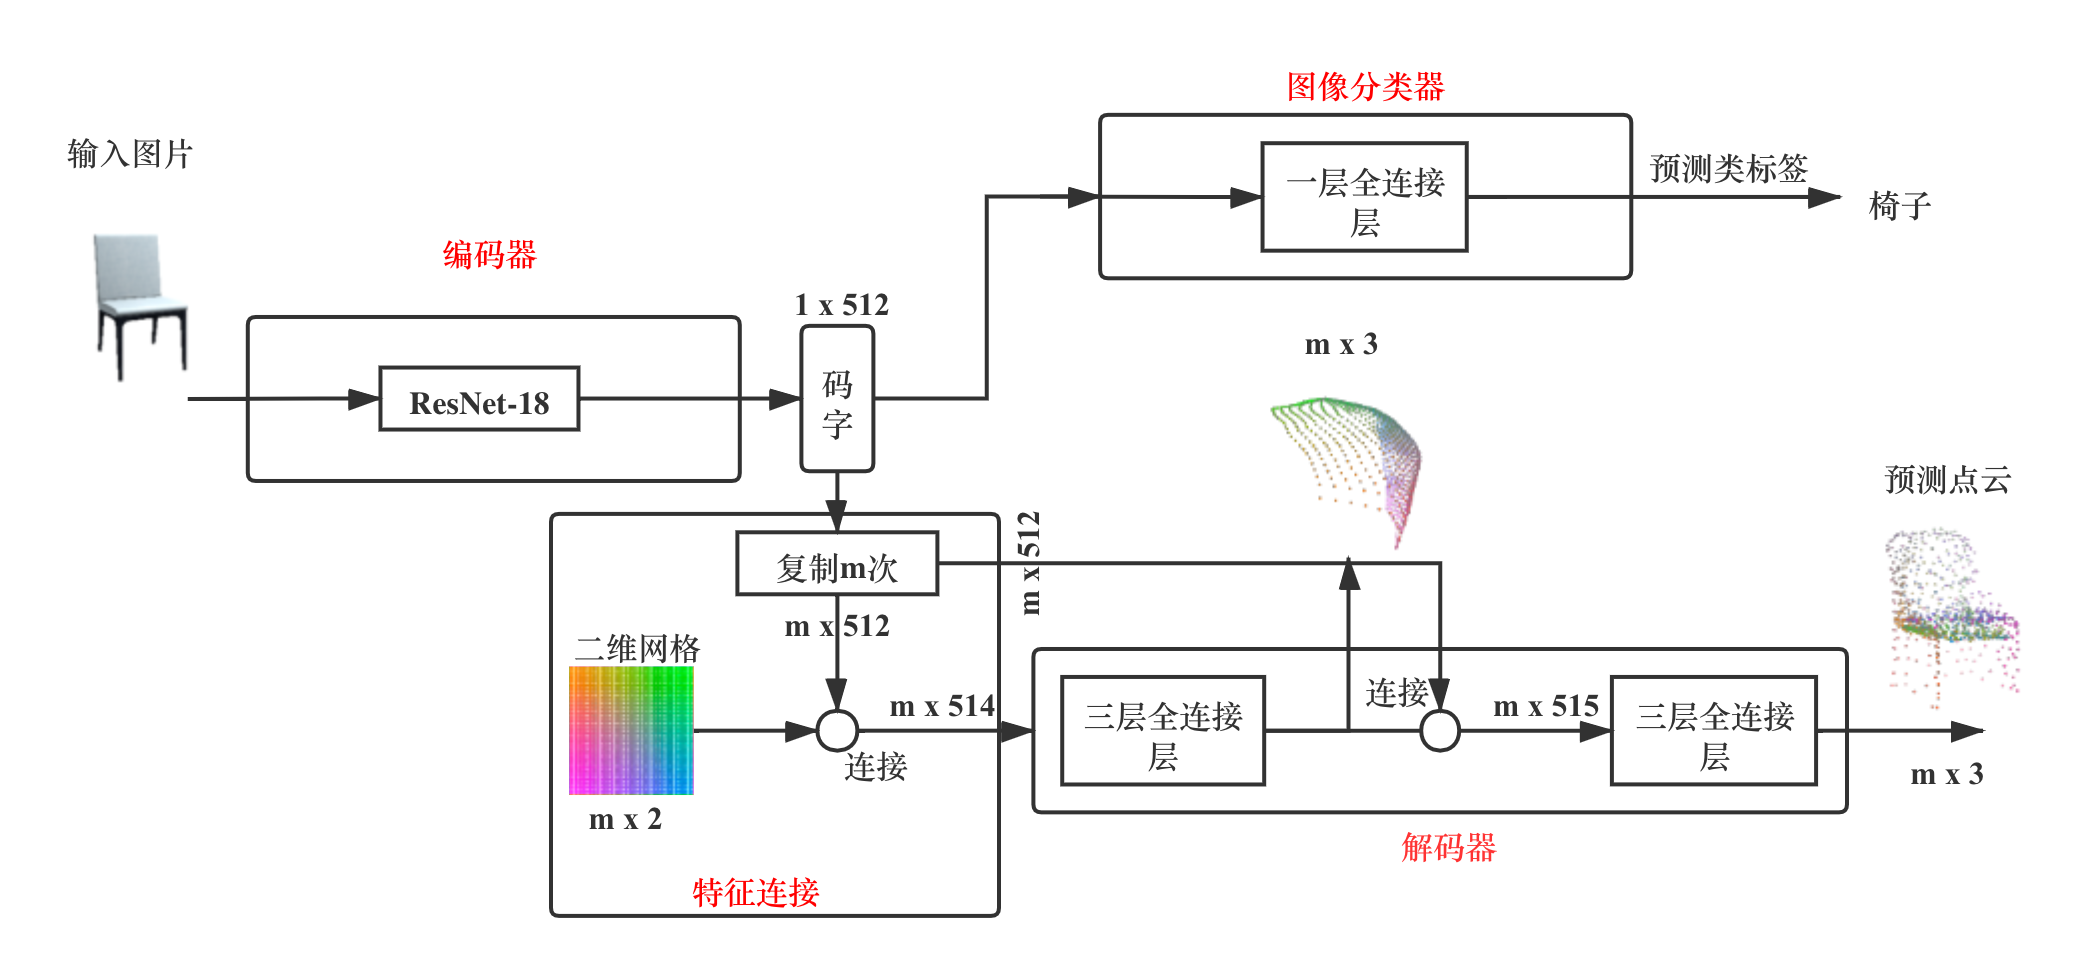 图像分类器
输入图片
一层全连接
层
预测类标签
椅子
编码器
1 x 512
ResNet-18
码
字
m x 3
预测点云
复制m次
m x 512
m x 512
二维网格
m x 2
连接
m x 514
特征连接
三层全连接
层
连接
m x 515
三层全连接
层
m x 3
解码器